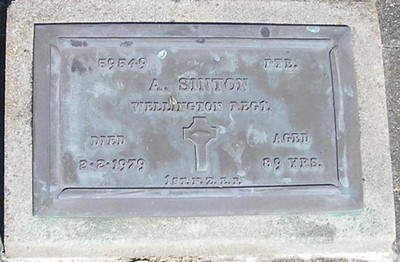 59549 PTE.
A. SINTON
WELLINGTON REGT.
DIED AGED
2·2·1979 89 YRS.
1ST. N. Z. E. F.